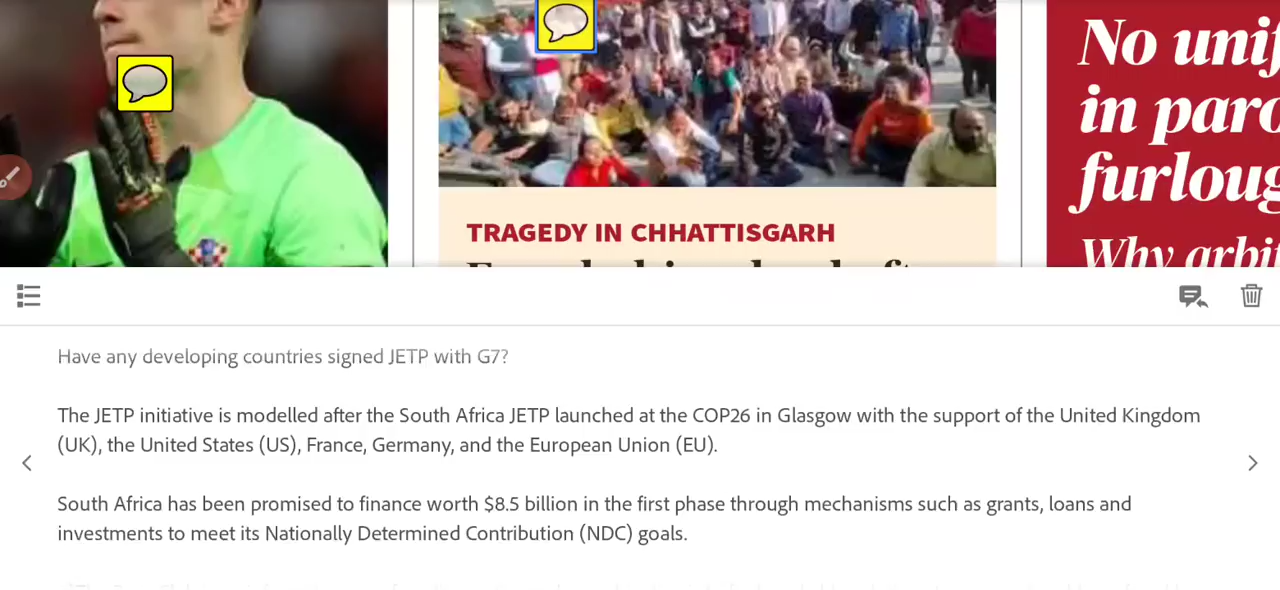 No unif
in paro
furloug
Why arbi
TRAGEDY IN CHHATTISGARH
Have any developing countries signed JETP with G7?
The JETP initiative is modelled after the South Africa JETP launched at the COP26 in Glasgow with the support of the United Kingdom
(UK), the United States (US), France, Germany, and the European Union (EU).
South Africa has been promised to finance worth $8.5 billion in the first phase through mechanisms such as grants, loans and
investments to meet its Nationally Determined Contribution (NDC) goals.